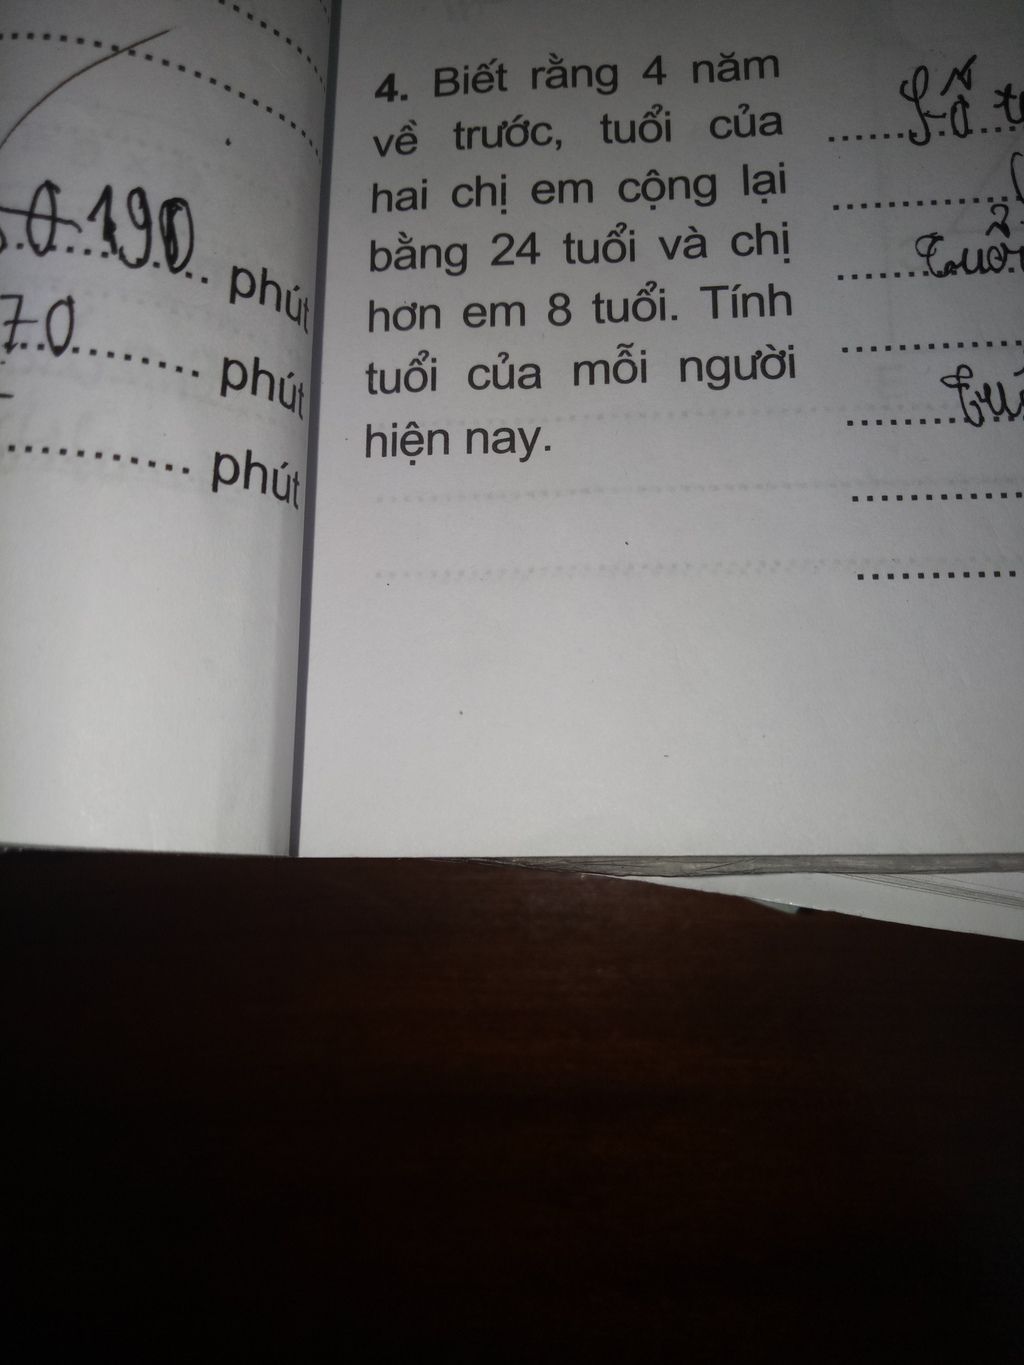 190
phút
70
phút
phút
4. Biết rằng 4 năm
về trước, tuổi của
hai chị em cộng lại
bằng 24 tuổi và chị
hơn em 8 tuổi. Tính
tuổi của mỗi người
hiện nay.